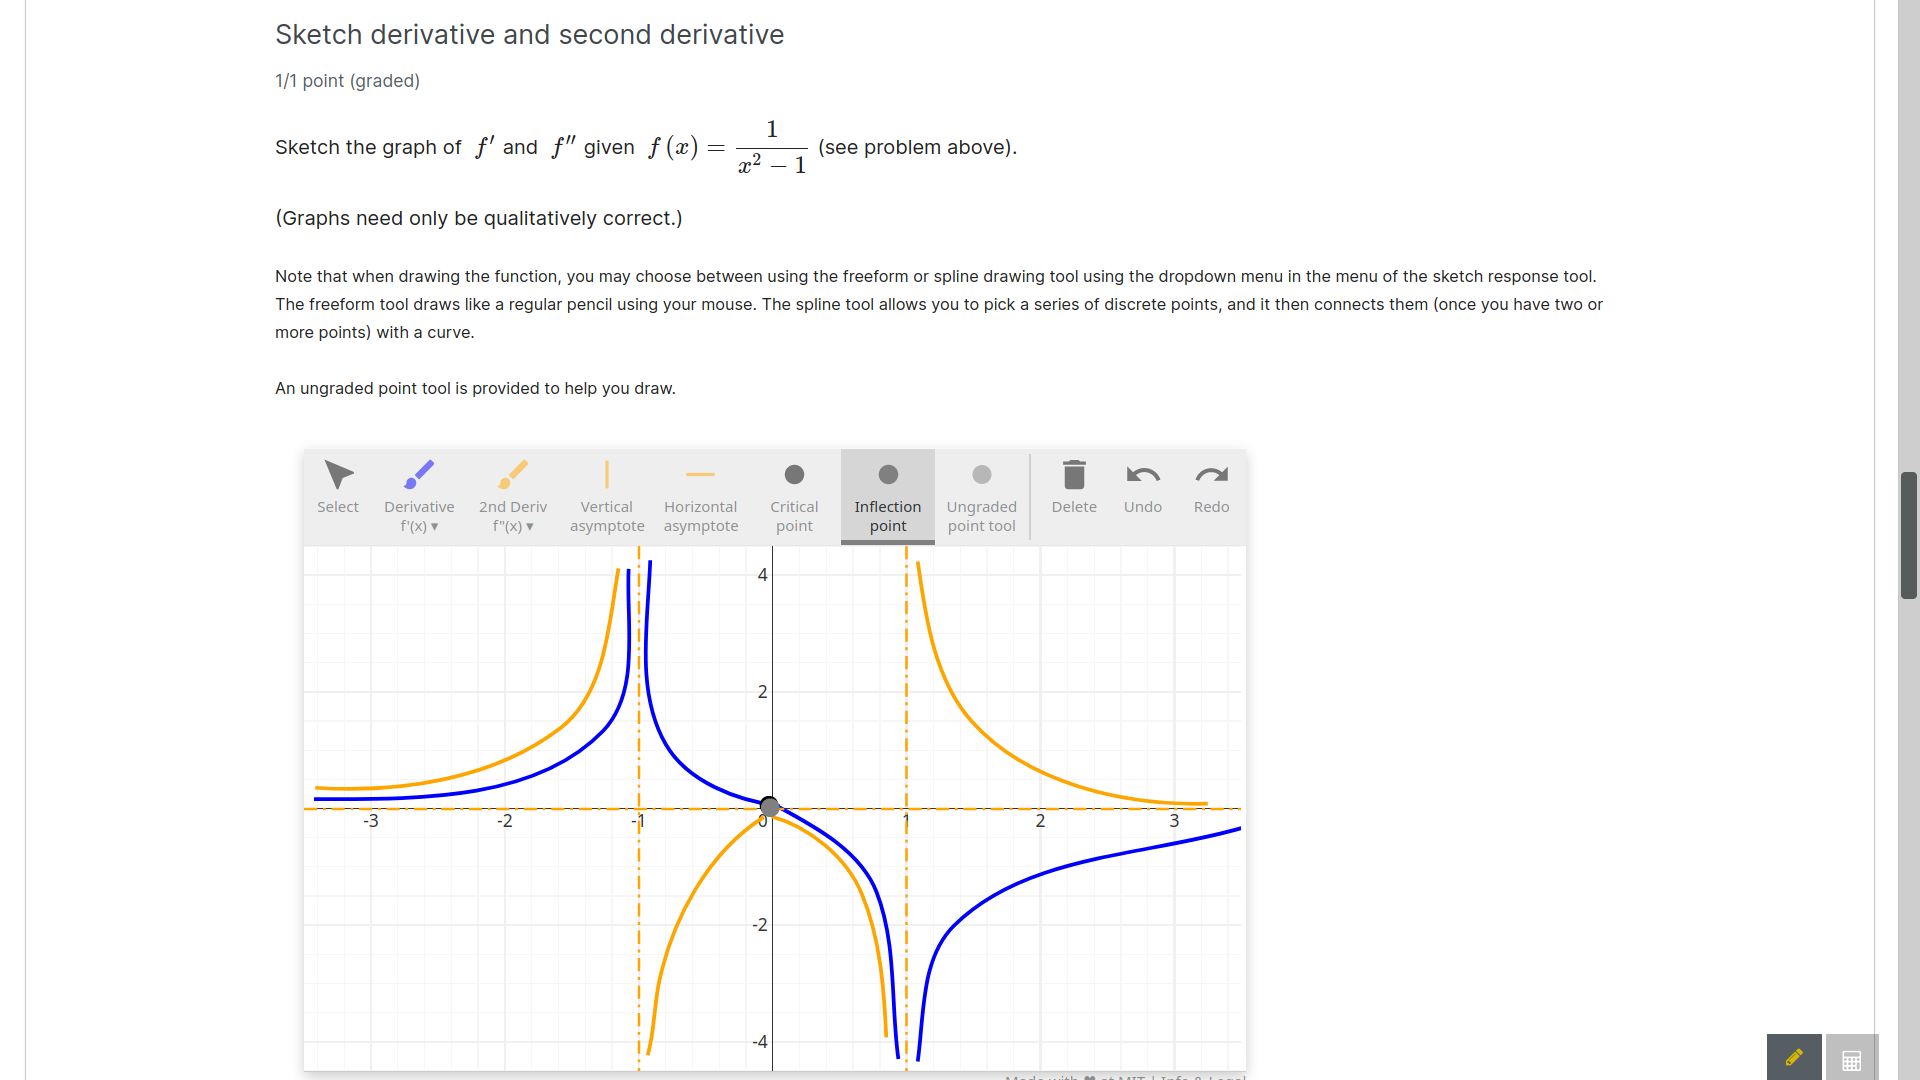 Sketch derivative and second derivative
1/1 point (graded)
Sketch the graph of f′ and f″ given f (x) = 1 / (x² − 1) (see problem above).
(Graphs need only be qualitatively correct.)
Note that when drawing the function, you may choose between using the freeform or spline drawing tool using the dropdown menu in the menu of the sketch response tool.
The freeform tool draws like a regular pencil using your mouse. The spline tool allows you to pick a series of discrete points, and it then connects them (once you have two or
more points) with a curve.
An ungraded point tool is provided to help you draw.
Select
Derivative
f'(x) ▾
2nd Deriv
f"(x) ▾
Vertical
asymptote
Horizontal
asymptote
Critical
point
Inflection
point
Ungraded
point tool
Delete
Undo
Redo
4
2
-3 -2 -1 0 1 2 3
-2
-4
Made with ♥ at MIT | Info & Legal